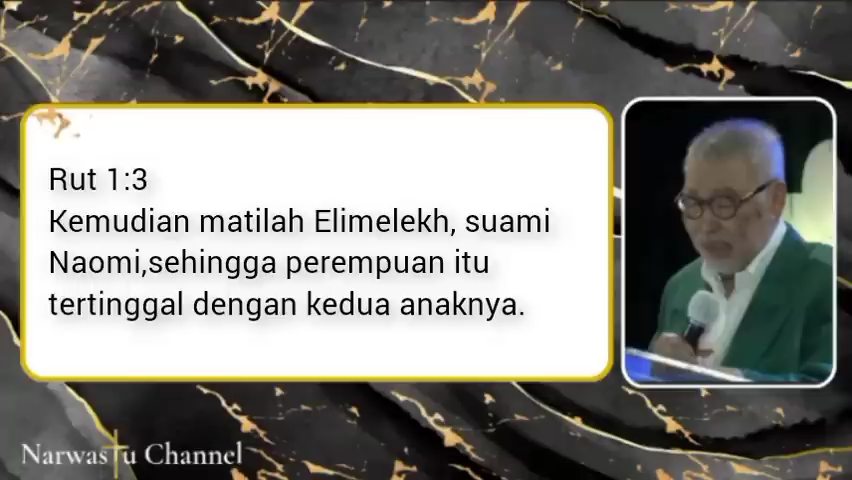 Rut 1:3
Kemudian matilah Elimelekh, suami
Naomi,sehingga perempuan itu
tertinggal dengan kedua anaknya.
Narwastu Channel